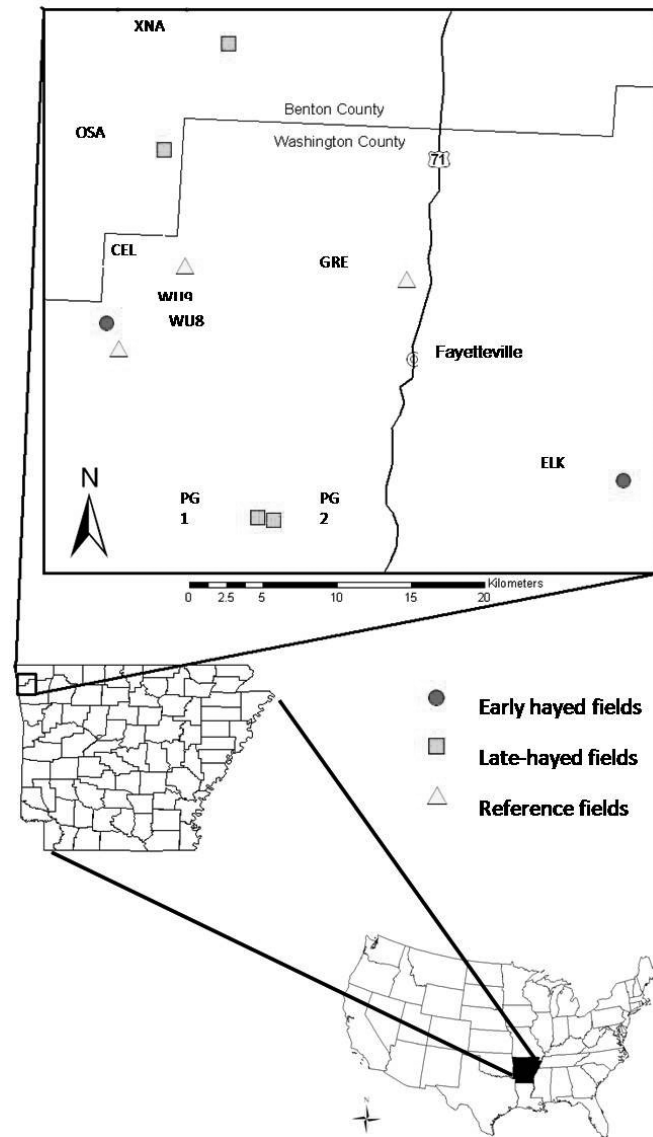 XNA
Benton County
OSA
Washington County
71
CEL
GRE
WU9
WU8
Fayetteville
ELK
N
PG
1
PG
2
Kilometers
0 2.5 5 10 15 20
Early hayed fields
Late-hayed fields
Reference fields
N